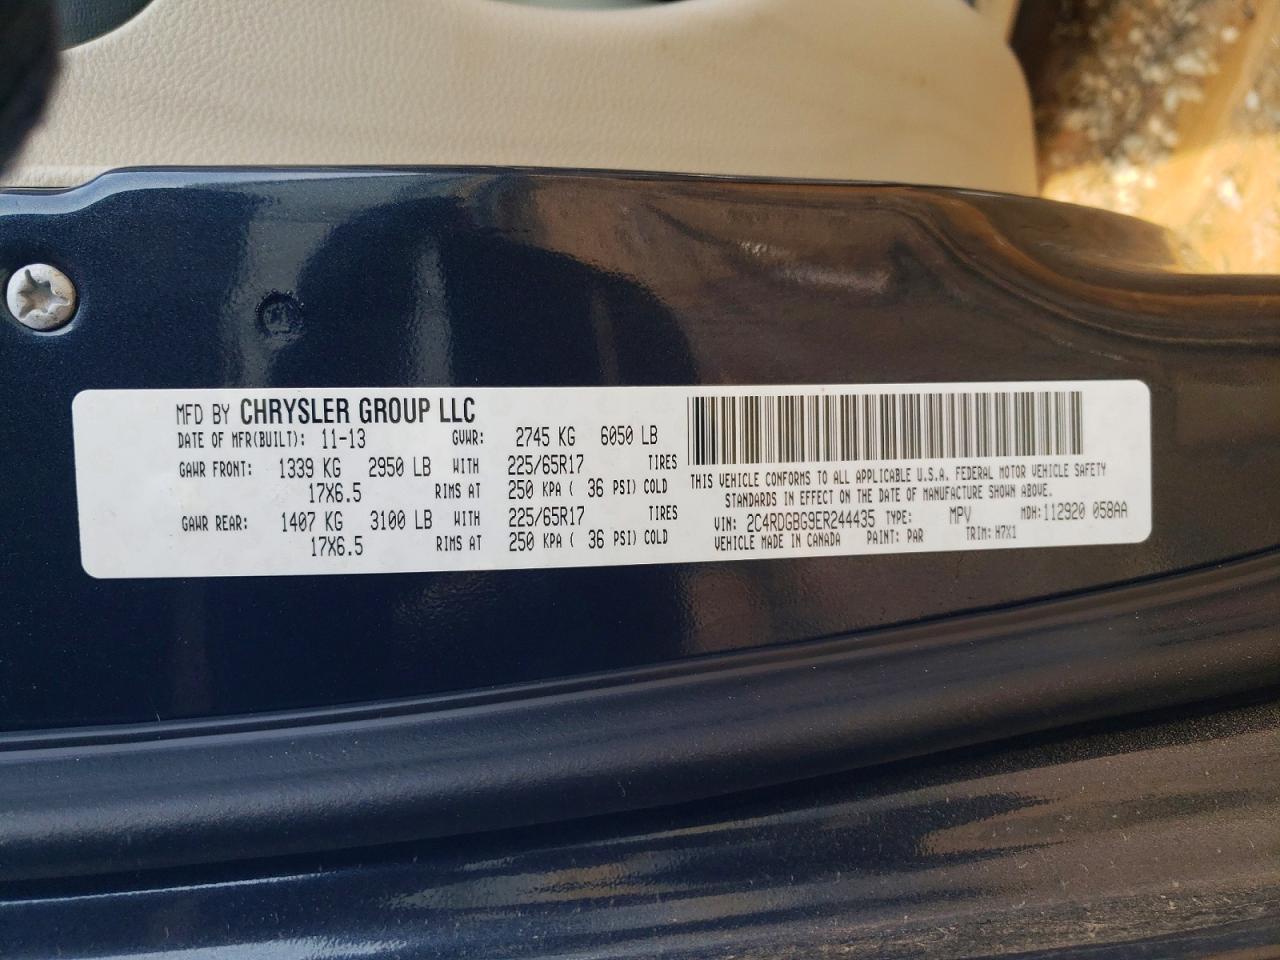 MFD BY CHRYSLER GROUP LLC
DATE OF MFR(BUILT): 11-13 GVWR: 2745 KG 6050 LB
GAWR FRONT: 1339 KG 2950 LB WITH 225/65R17 TIRES
17X6.5 RIMS AT 250 KPA ( 36 PSI) COLD
GAWR REAR: 1407 KG 3100 LB WITH 225/65R17 TIRES
17X6.5 RIMS AT 250 KPA ( 36 PSI) COLD
THIS VEHICLE CONFORMS TO ALL APPLICABLE U.S.A. FEDERAL MOTOR VEHICLE SAFETY
STANDARDS IN EFFECT ON THE DATE OF MANUFACTURE SHOWN ABOVE.
VIN: 2C4RDGBG9ER244435 TYPE: MPV MDH: 112920 058AA
VEHICLE MADE IN CANADA PAINT: PAR TRIM: H7X1